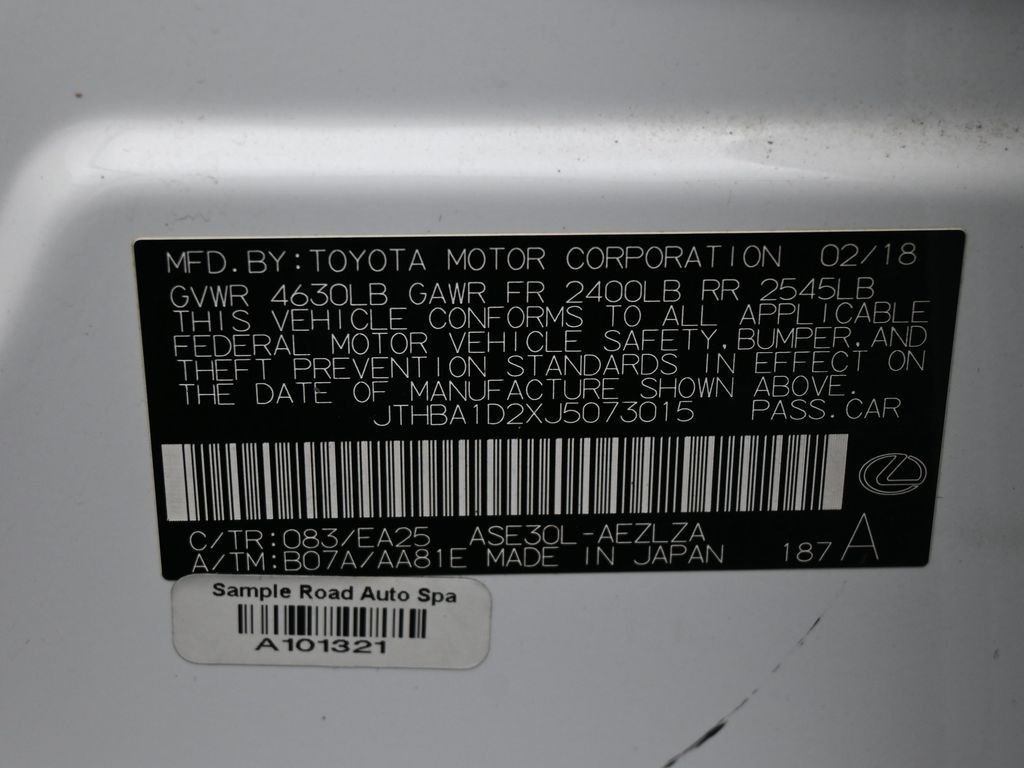 MFD.BY:TOYOTA MOTOR CORPORATION 02/18
GVWR 4630LB GAWR FR 2400LB RR 2545LB
THIS VEHICLE CONFORMS TO ALL APPLICABLE
FEDERAL MOTOR VEHICLE SAFETY,BUMPER,AND
THEFT PREVENTION STANDARDS IN EFFECT ON
THE DATE OF MANUFACTURE SHOWN ABOVE.
JTHBA1D2XJ5073015 PASS.CAR
C/TR:083/EA25 ASE30L-AEZLZA
A/TM:B07A/AA81E MADE IN JAPAN 187 A
Sample Road Auto Spa
A101321